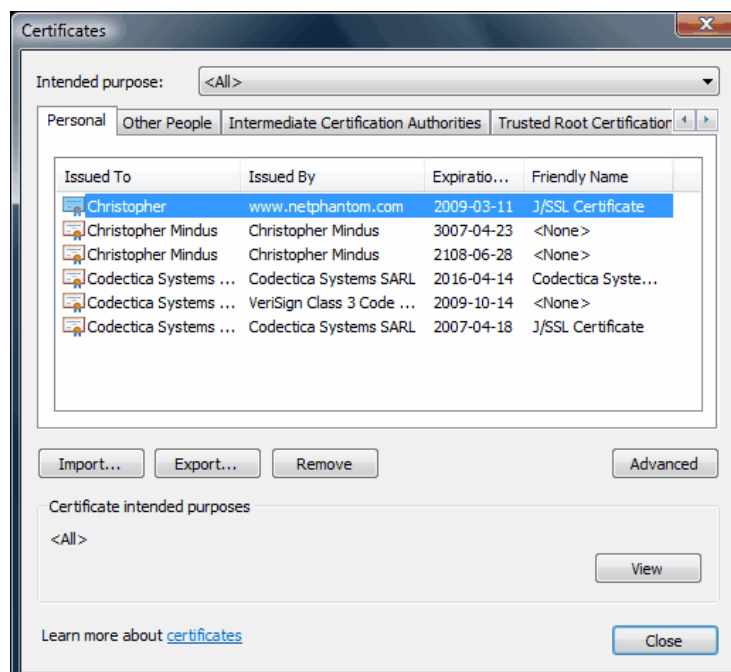 Certificates
Intended purpose: <All>
Personal Other People Intermediate Certification Authorities Trusted Root Certification
Issued To Issued By Expiratio... Friendly Name
Christopher www.netphantom.com 2009-03-11 J/SSL Certificate
Christopher Mindus Christopher Mindus 3007-04-23 <None>
Christopher Mindus Christopher Mindus 2108-06-28 <None>
Codectica Systems ... Codectica Systems SARL 2016-04-14 Codectica Syste...
Codectica Systems ... VeriSign Class 3 Code ... 2009-10-14 <None>
Codectica Systems ... Codectica Systems SARL 2007-04-18 J/SSL Certificate
Import... Export... Remove Advanced
Certificate intended purposes
<All>
View
Learn more about certificates
Close